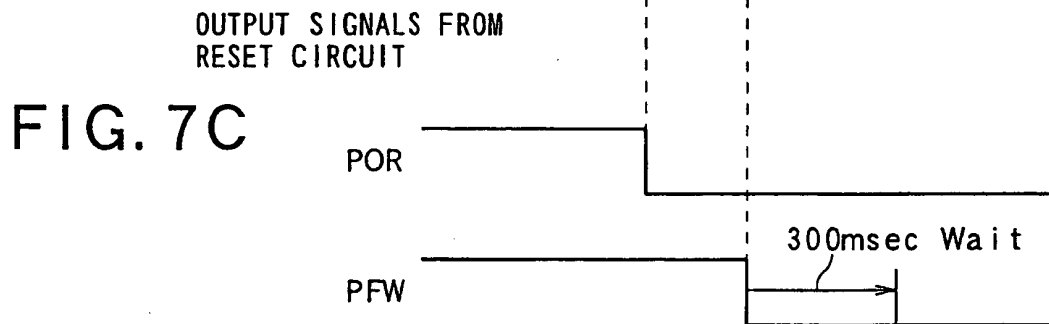 OUTPUT SIGNALS FROM
RESET CIRCUIT
FIG. 7C
POR
300msec Wait
PFW